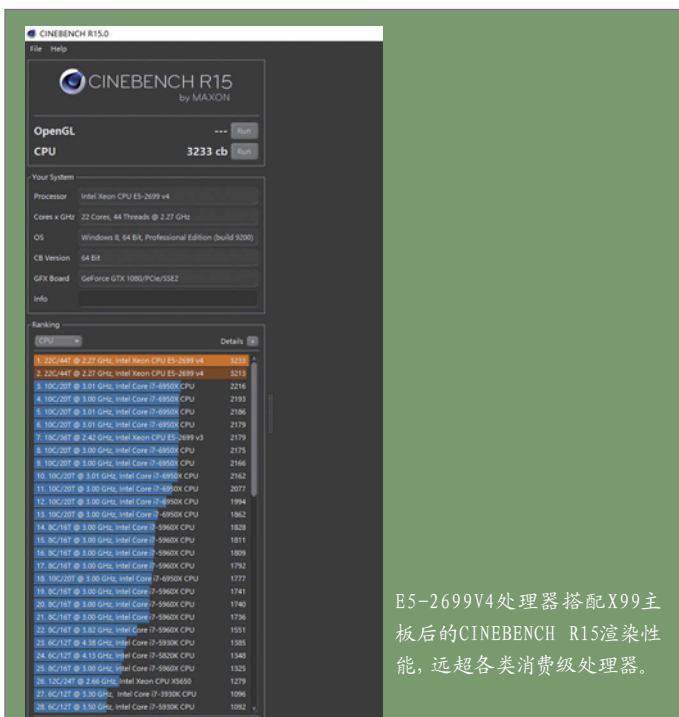 CINEBENCH R15.0
File Help
CINEBENCH R15
by MAXON
OpenGL --- Run
CPU 3233 cb Run
Your System
Processor Intel Xeon CPU E5-2699 v4
Cores x GHz 22 Cores, 44 Threads @ 2.27 GHz
OS Windows 8, 64 Bit, Professional Edition (build 9200)
CB Version 64 Bit
GFX Board GeForce GTX 1080/PCIe/SSE2
Info
Ranking
CPU Details
1. 22C/44T @ 2.27 GHz, Intel Xeon CPU E5-2699 v4 3233
2. 22C/44T @ 2.27 GHz, Intel Xeon CPU E5-2699 v4 3213
3. 10C/20T @ 3.01 GHz, Intel Core i7-6950X CPU 2216
4. 10C/20T @ 3.00 GHz, Intel Core i7-6950X CPU 2193
5. 10C/20T @ 3.01 GHz, Intel Core i7-6950X CPU 2186
6. 10C/20T @ 3.01 GHz, Intel Core i7-6950X CPU 2179
7. 18C/36T @ 2.42 GHz, Intel Xeon CPU E5-2699 v3 2179
8. 10C/20T @ 3.00 GHz, Intel Core i7-6950X CPU 2175
9. 10C/20T @ 3.00 GHz, Intel Core i7-6950X CPU 2166
10. 10C/20T @ 3.01 GHz, Intel Core i7-6950X CPU 2162
11. 10C/20T @ 3.00 GHz, Intel Core i7-6950X CPU 2077
12. 10C/20T @ 3.00 GHz, Intel Core i7-6950X CPU 1994
13. 10C/20T @ 3.00 GHz, Intel Core i7-6950X CPU 1862
14. 8C/16T @ 3.00 GHz, Intel Core i7-5960X CPU 1828
15. 8C/16T @ 3.00 GHz, Intel Core i7-5960X CPU 1811
16. 8C/16T @ 3.00 GHz, Intel Core i7-5960X CPU 1809
17. 8C/16T @ 3.00 GHz, Intel Core i7-5960X CPU 1792
18. 10C/20T @ 3.00 GHz, Intel Core i7-6950X CPU 1777
19. 8C/16T @ 3.00 GHz, Intel Core i7-5960X CPU 1741
20. 8C/16T @ 3.00 GHz, Intel Core i7-5960X CPU 1740
21. 8C/16T @ 3.00 GHz, Intel Core i7-5960X CPU 1736
22. 8C/16T @ 3.82 GHz, Intel Core i7-5960X CPU 1551
23. 6C/12T @ 4.38 GHz, Intel Core i7-5930K CPU 1385
24. 6C/12T @ 4.13 GHz, Intel Core i7-5820K CPU 1348
25. 8C/16T @ 3.00 GHz, Intel Core i7-5960X CPU 1325
26. 12C/24T @ 2.66 GHz, Intel Xeon CPU X5650 1279
27. 6C/12T @ 3.30 GHz, Intel Core i7-3930K CPU 1096
28. 6C/12T @ 3.50 GHz, Intel Core i7-5930K CPU 1092
E5-2699V4处理器搭配X99主
板后的CINEBENCH R15渲染性
能，远超各类消费级处理器。